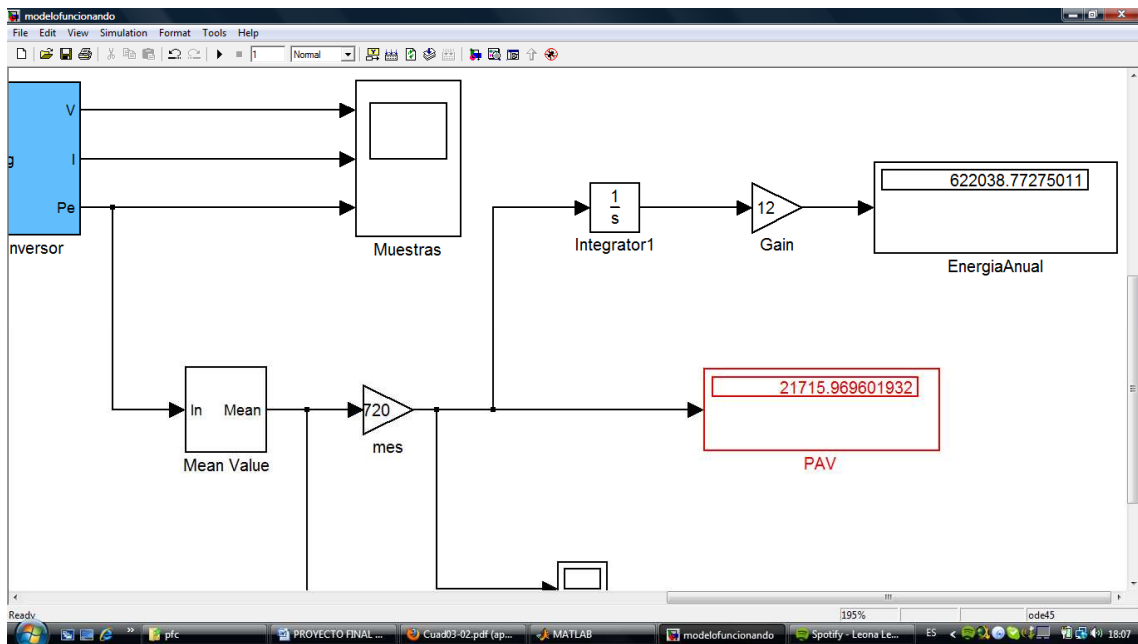 modelofuncionando
File Edit View Simulation Format Tools Help
1 Normal
V
g I
Pe
nversor
Muestras
1
s
Integrator1
12
Gain
622038.77275011
EnergiaAnual
In Mean
Mean Value
720
mes
21715.969601932
PAV
Ready 195% ode45
pfc PROYECTO FINAL ... Cuad03-02.pdf (ap... MATLAB modelofuncionando Spotify - Leona Le... ES 18:07